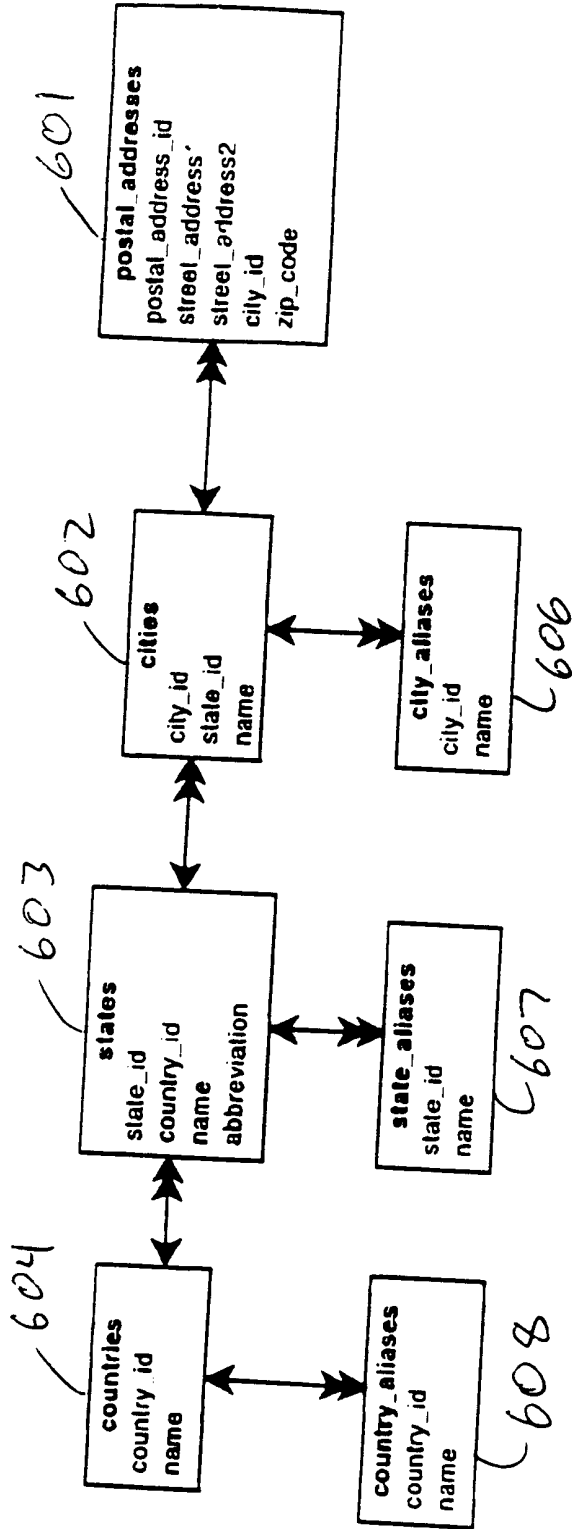 604
countries
country_id
name
603
states
state_id
country_id
name
abbreviation
602
cities
city_id
state_id
name
601
postal_addresses
postal_address_id
street_address'
street_address2
city_id
zip_code
country_aliases
country_id
name
608
state_aliases
state_id
name
607
city_aliases
city_id
name
606